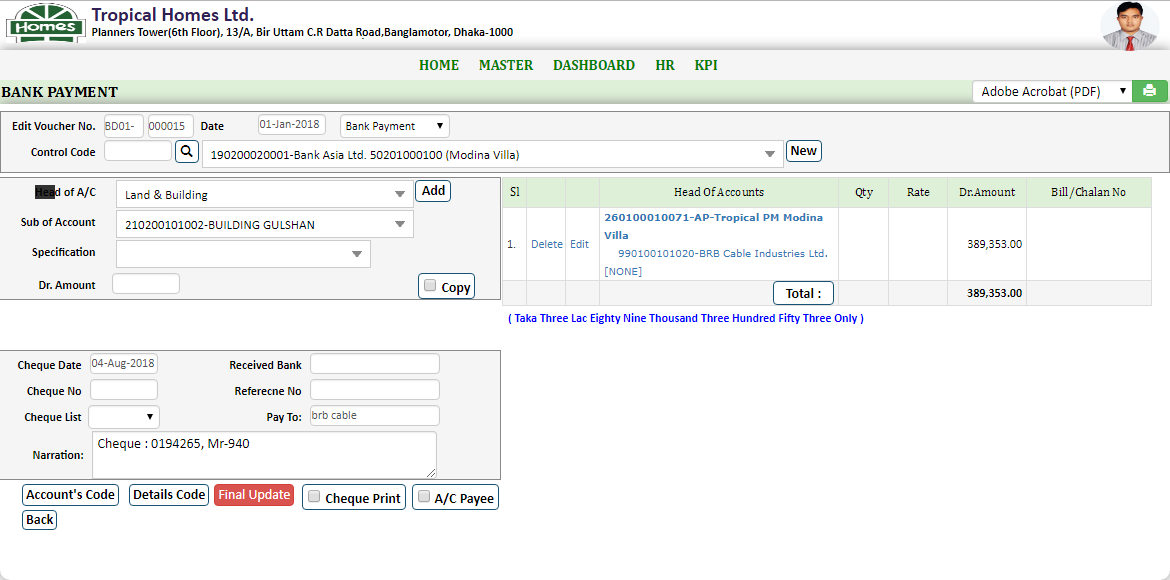 Homes
Tropical Homes Ltd.
Planners Tower(6th Floor), 13/A, Bir Uttam C.R Datta Road,Banglamotor, Dhaka-1000
HOME MASTER DASHBOARD HR KPI
BANK PAYMENT
Adobe Acrobat (PDF)
Edit Voucher No. BD01- 000015 Date 01-Jan-2018 Bank Payment
Control Code 190200020001-Bank Asia Ltd. 50201000100 (Modina Villa) New
Head of A/C Land & Building Add
Sub of Account 210200101002-BUILDING GULSHAN
Specification
Dr. Amount Copy
Sl Head Of Accounts Qty Rate Dr.Amount Bill /Chalan No
260100010071-AP-Tropical PM Modina
Villa
1. Delete Edit 389,353.00
990100101020-BRB Cable Industries Ltd.
[NONE]
Total : 389,353.00
( Taka Three Lac Eighty Nine Thousand Three Hundred Fifty Three Only )
Cheque Date 04-Aug-2018 Received Bank
Cheque No Referecne No
Cheque List Pay To: brb cable
Narration: Cheque : 0194265, Mr-940
Account's Code Details Code Final Update Cheque Print A/C Payee
Back